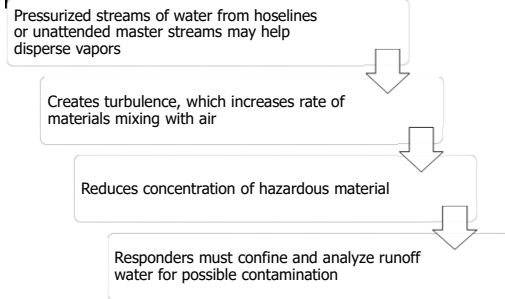 Pressurized streams of water from hoselines
or unattended master streams may help
disperse vapors
Creates turbulence, which increases rate of
materials mixing with air
Reduces concentration of hazardous material
Responders must confine and analyze runoff
water for possible contamination